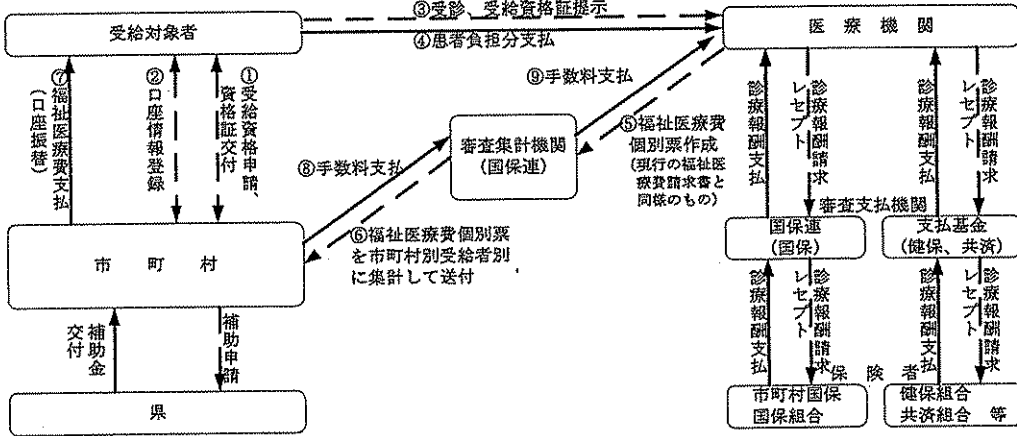 ③受診、受給資格証提示
受給対象者
④患者負担分支払
医療機関
⑦福祉医療費支払
(口座振替)
②口座情報登録
①受給資格申請、
資格証交付
⑨手数料支払
審査集計機関
(国保連)
⑤福祉医療費
個別票作成
(現行の福祉医
療費請求書と
同様のもの)
⑧手数料支払
⑥福祉医療費個別票
を市町村別受給者別
に集計して送付
市町村
補助金
交付
補助申請
県
診療報酬支払
診療報酬請求
レセプト
診療報酬支払
診療報酬請求
レセプト
審査支払機関
国保連
(国保)
支払基金
(健保、共済)
診療報酬支払
診療報酬請求
レセプト
診療報酬支払
診療報酬請求
レセプト
保険者
市町村国保
国保組合
健保組合
共済組合 等